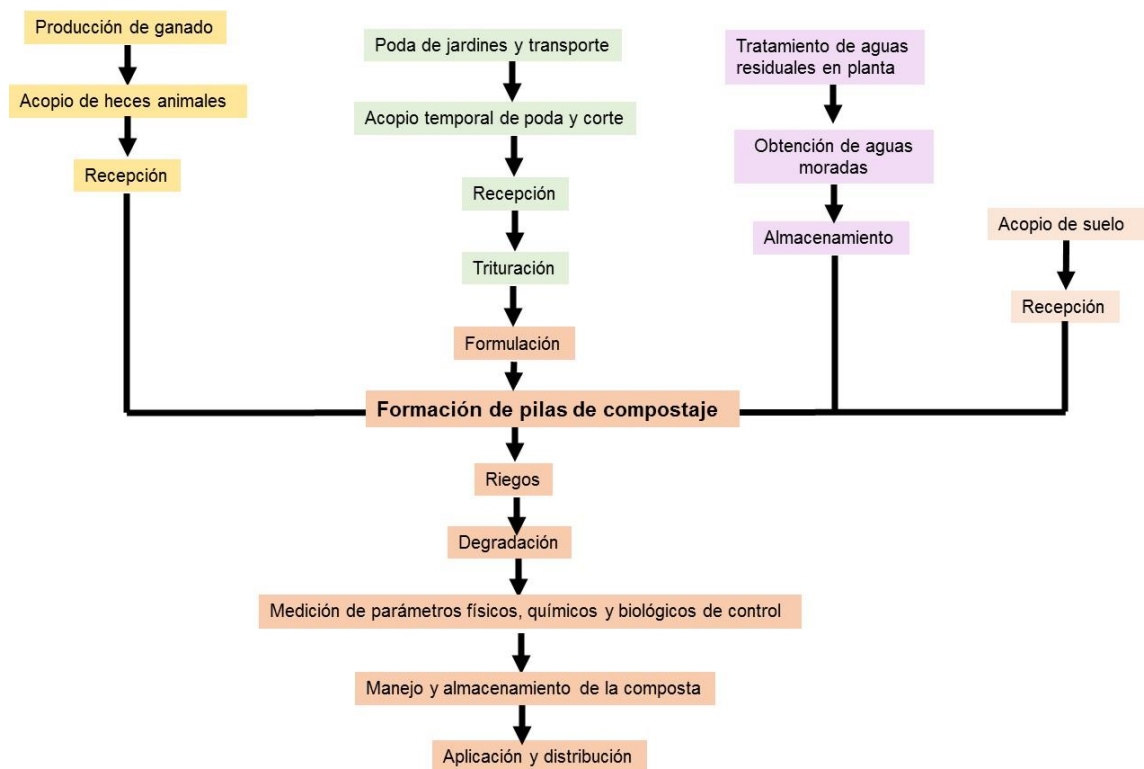 Producción de ganado
Acopio de heces animales
Recepción
Poda de jardines y transporte
Acopio temporal de poda y corte
Recepción
Trituración
Formulación
Tratamiento de aguas
residuales en planta
Obtención de aguas
moradas
Almacenamiento
Acopio de suelo
Recepción
Formación de pilas de compostaje
Riegos
Degradación
Medición de parámetros físicos, químicos y biológicos de control
Manejo y almacenamiento de la composta
Aplicación y distribución